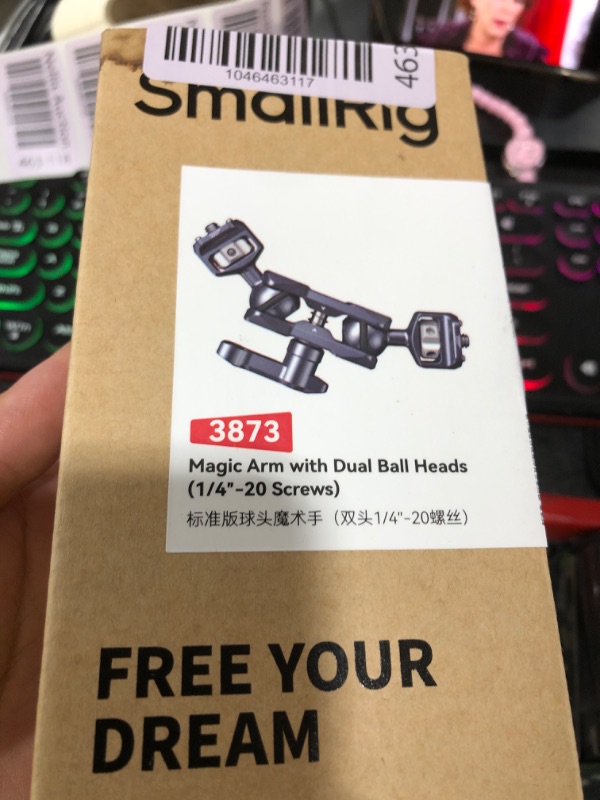 1046463117
463
SmallRig
3873
Magic Arm with Dual Ball Heads
(1/4"-20 Screws)
标准版球头魔术手（双头1/4"-20螺丝）
FREE YOUR
DREAM